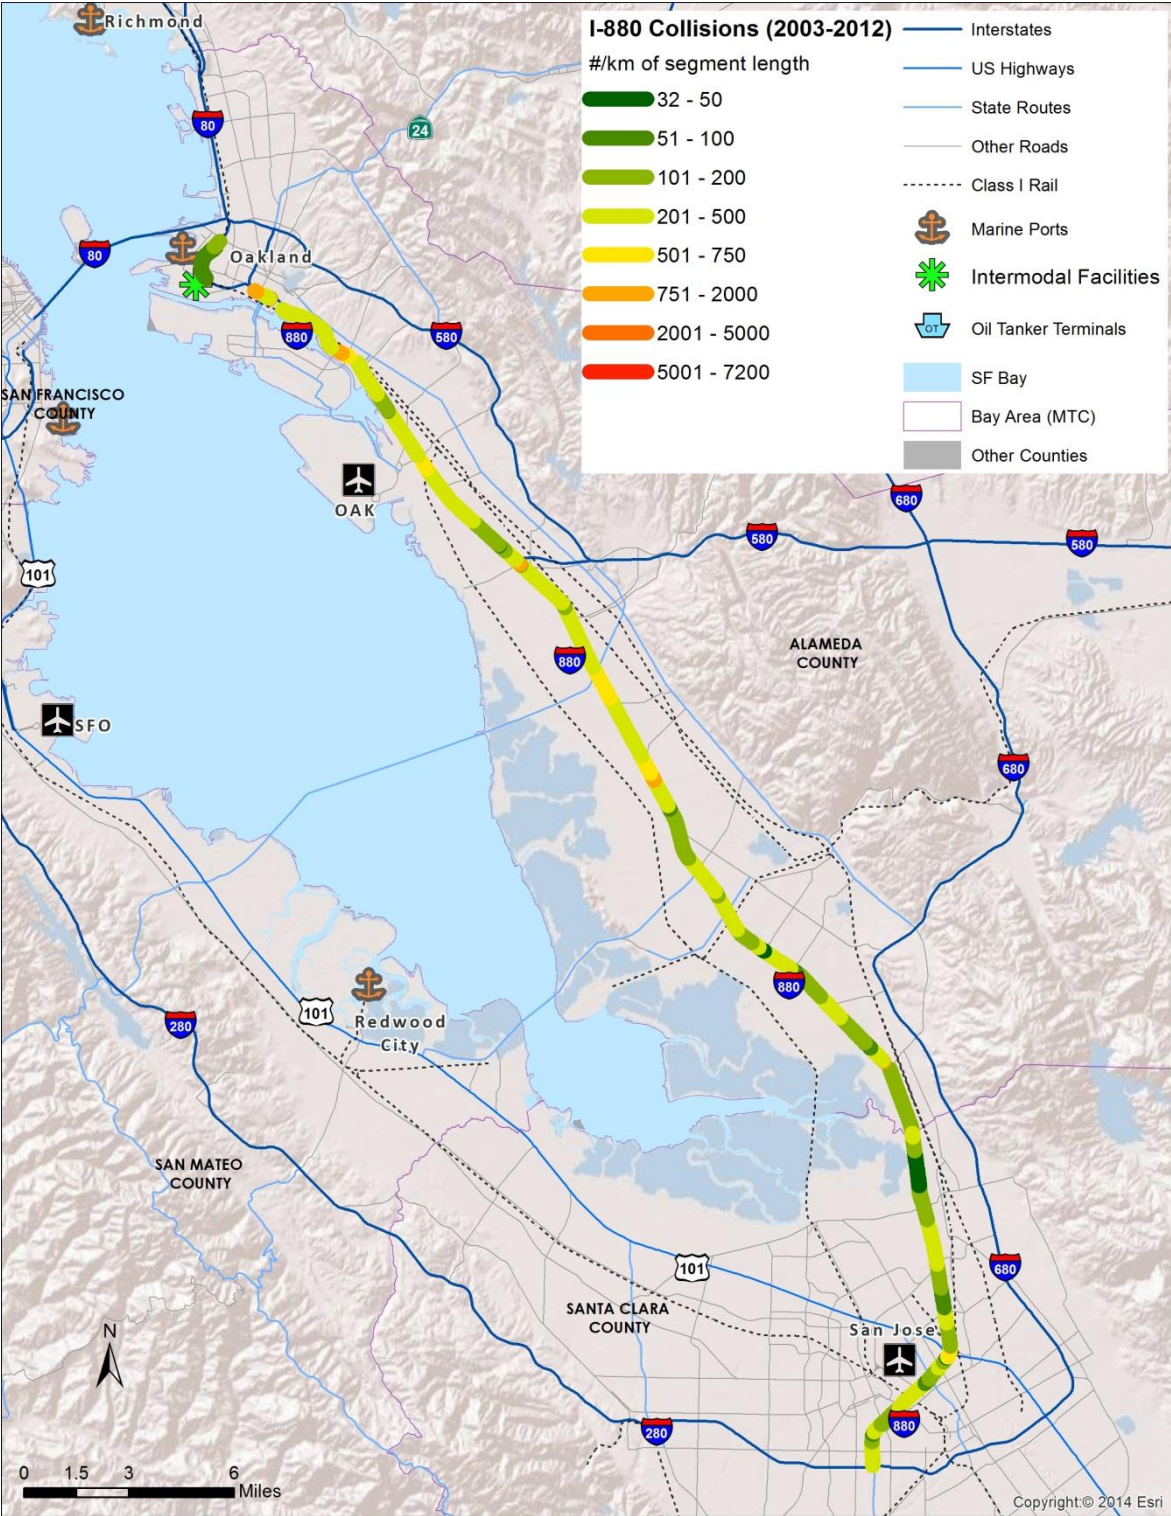 I-880 Collisions (2003-2012)
#/km of segment length
32 - 50
51 - 100
101 - 200
201 - 500
501 - 750
751 - 2000
2001 - 5000
5001 - 7200
Interstates
US Highways
State Routes
Other Roads
Class I Rail
Marine Ports
Intermodal Facilities
OT
Oil Tanker Terminals
SF Bay
Bay Area (MTC)
Other Counties
Richmond
80
24
80
Oakland
880
580
SAN FRANCISCO
COUNTY
OAK
680
580
580
101
880
ALAMEDA
COUNTY
SFO
680
880
101
Redwood
City
280
SAN MATEO
COUNTY
101
680
SANTA CLARA
COUNTY
San Jose
N
880
280
0 1.5 3 6
Miles
Copyright:© 2014 Esri